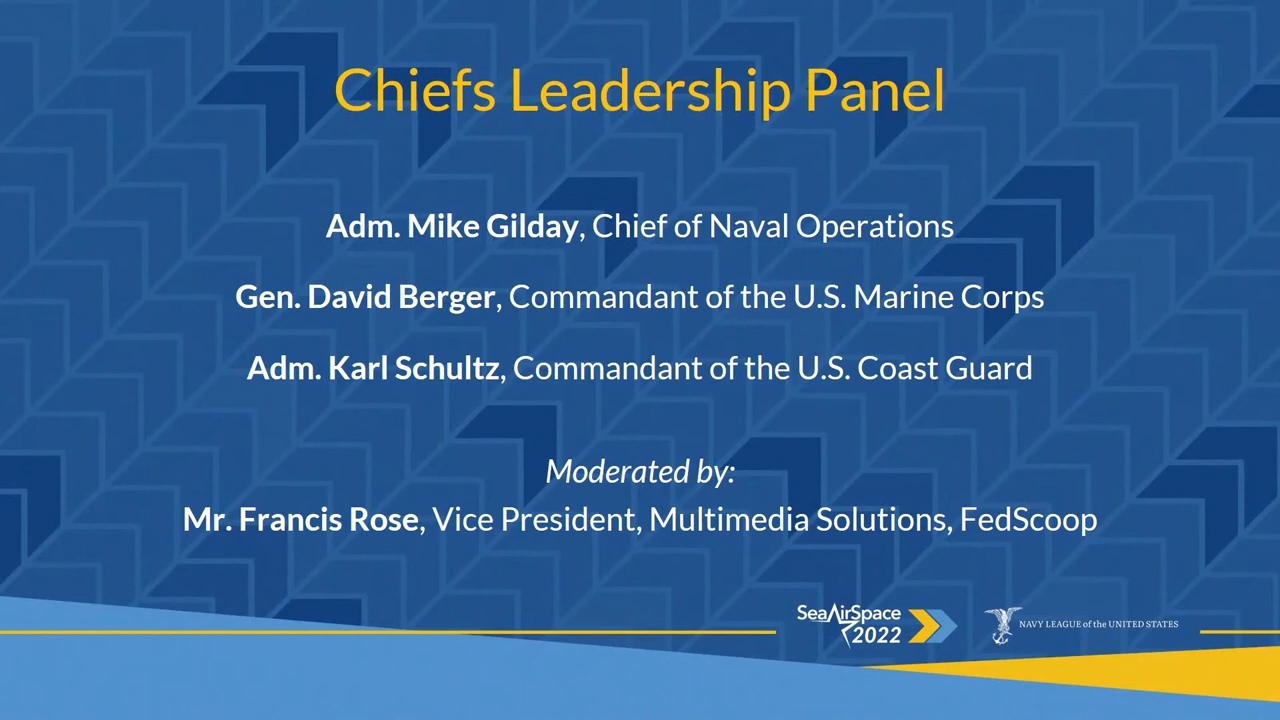 Chiefs Leadership Panel
Adm. Mike Gilday, Chief of Naval Operations
Gen. David Berger, Commandant of the U.S. Marine Corps
Adm. Karl Schultz, Commandant of the U.S. Coast Guard
Moderated by:
Mr. Francis Rose, Vice President, Multimedia Solutions, FedScoop
SeaAirSpace
2022
NAVY LEAGUE of the UNITED STATES